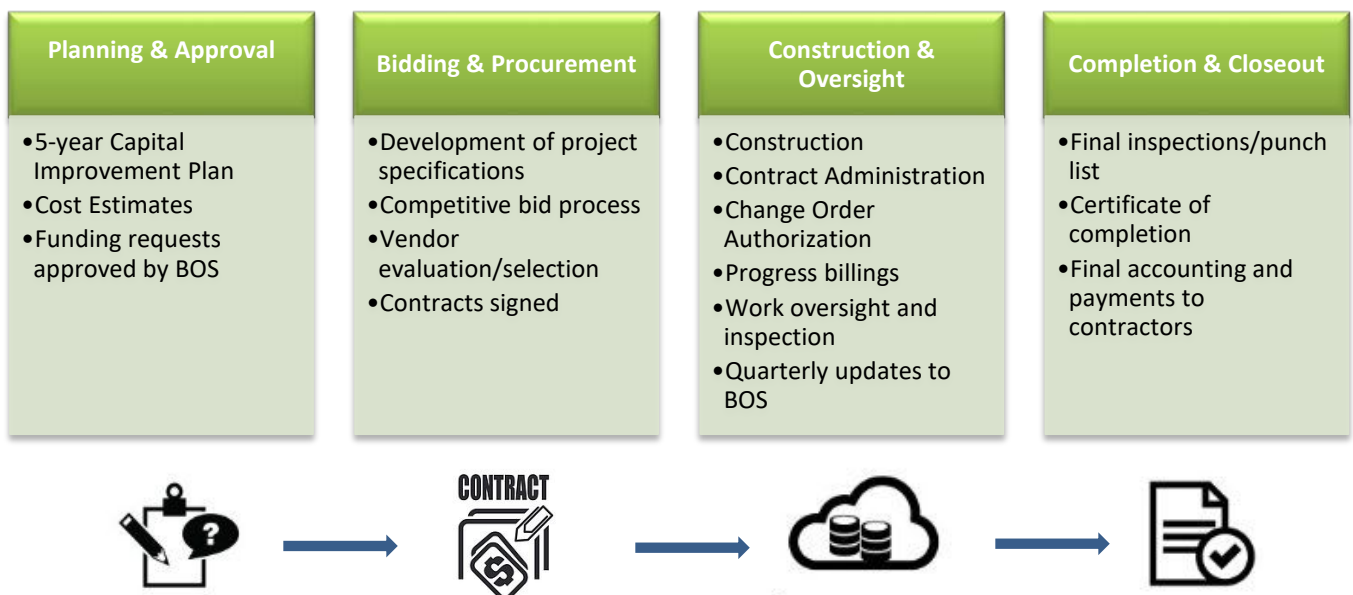 Planning & Approval
•5-year Capital
Improvement Plan
•Cost Estimates
•Funding requests
approved by BOS
Bidding & Procurement
•Development of project
specifications
•Competitive bid process
•Vendor
evaluation/selection
•Contracts signed
Construction &
Oversight
•Construction
•Contract Administration
•Change Order
Authorization
•Progress billings
•Work oversight and
inspection
•Quarterly updates to
BOS
Completion & Closeout
•Final inspections/punch
list
•Certificate of
completion
•Final accounting and
payments to
contractors
?
CONTRACT
$